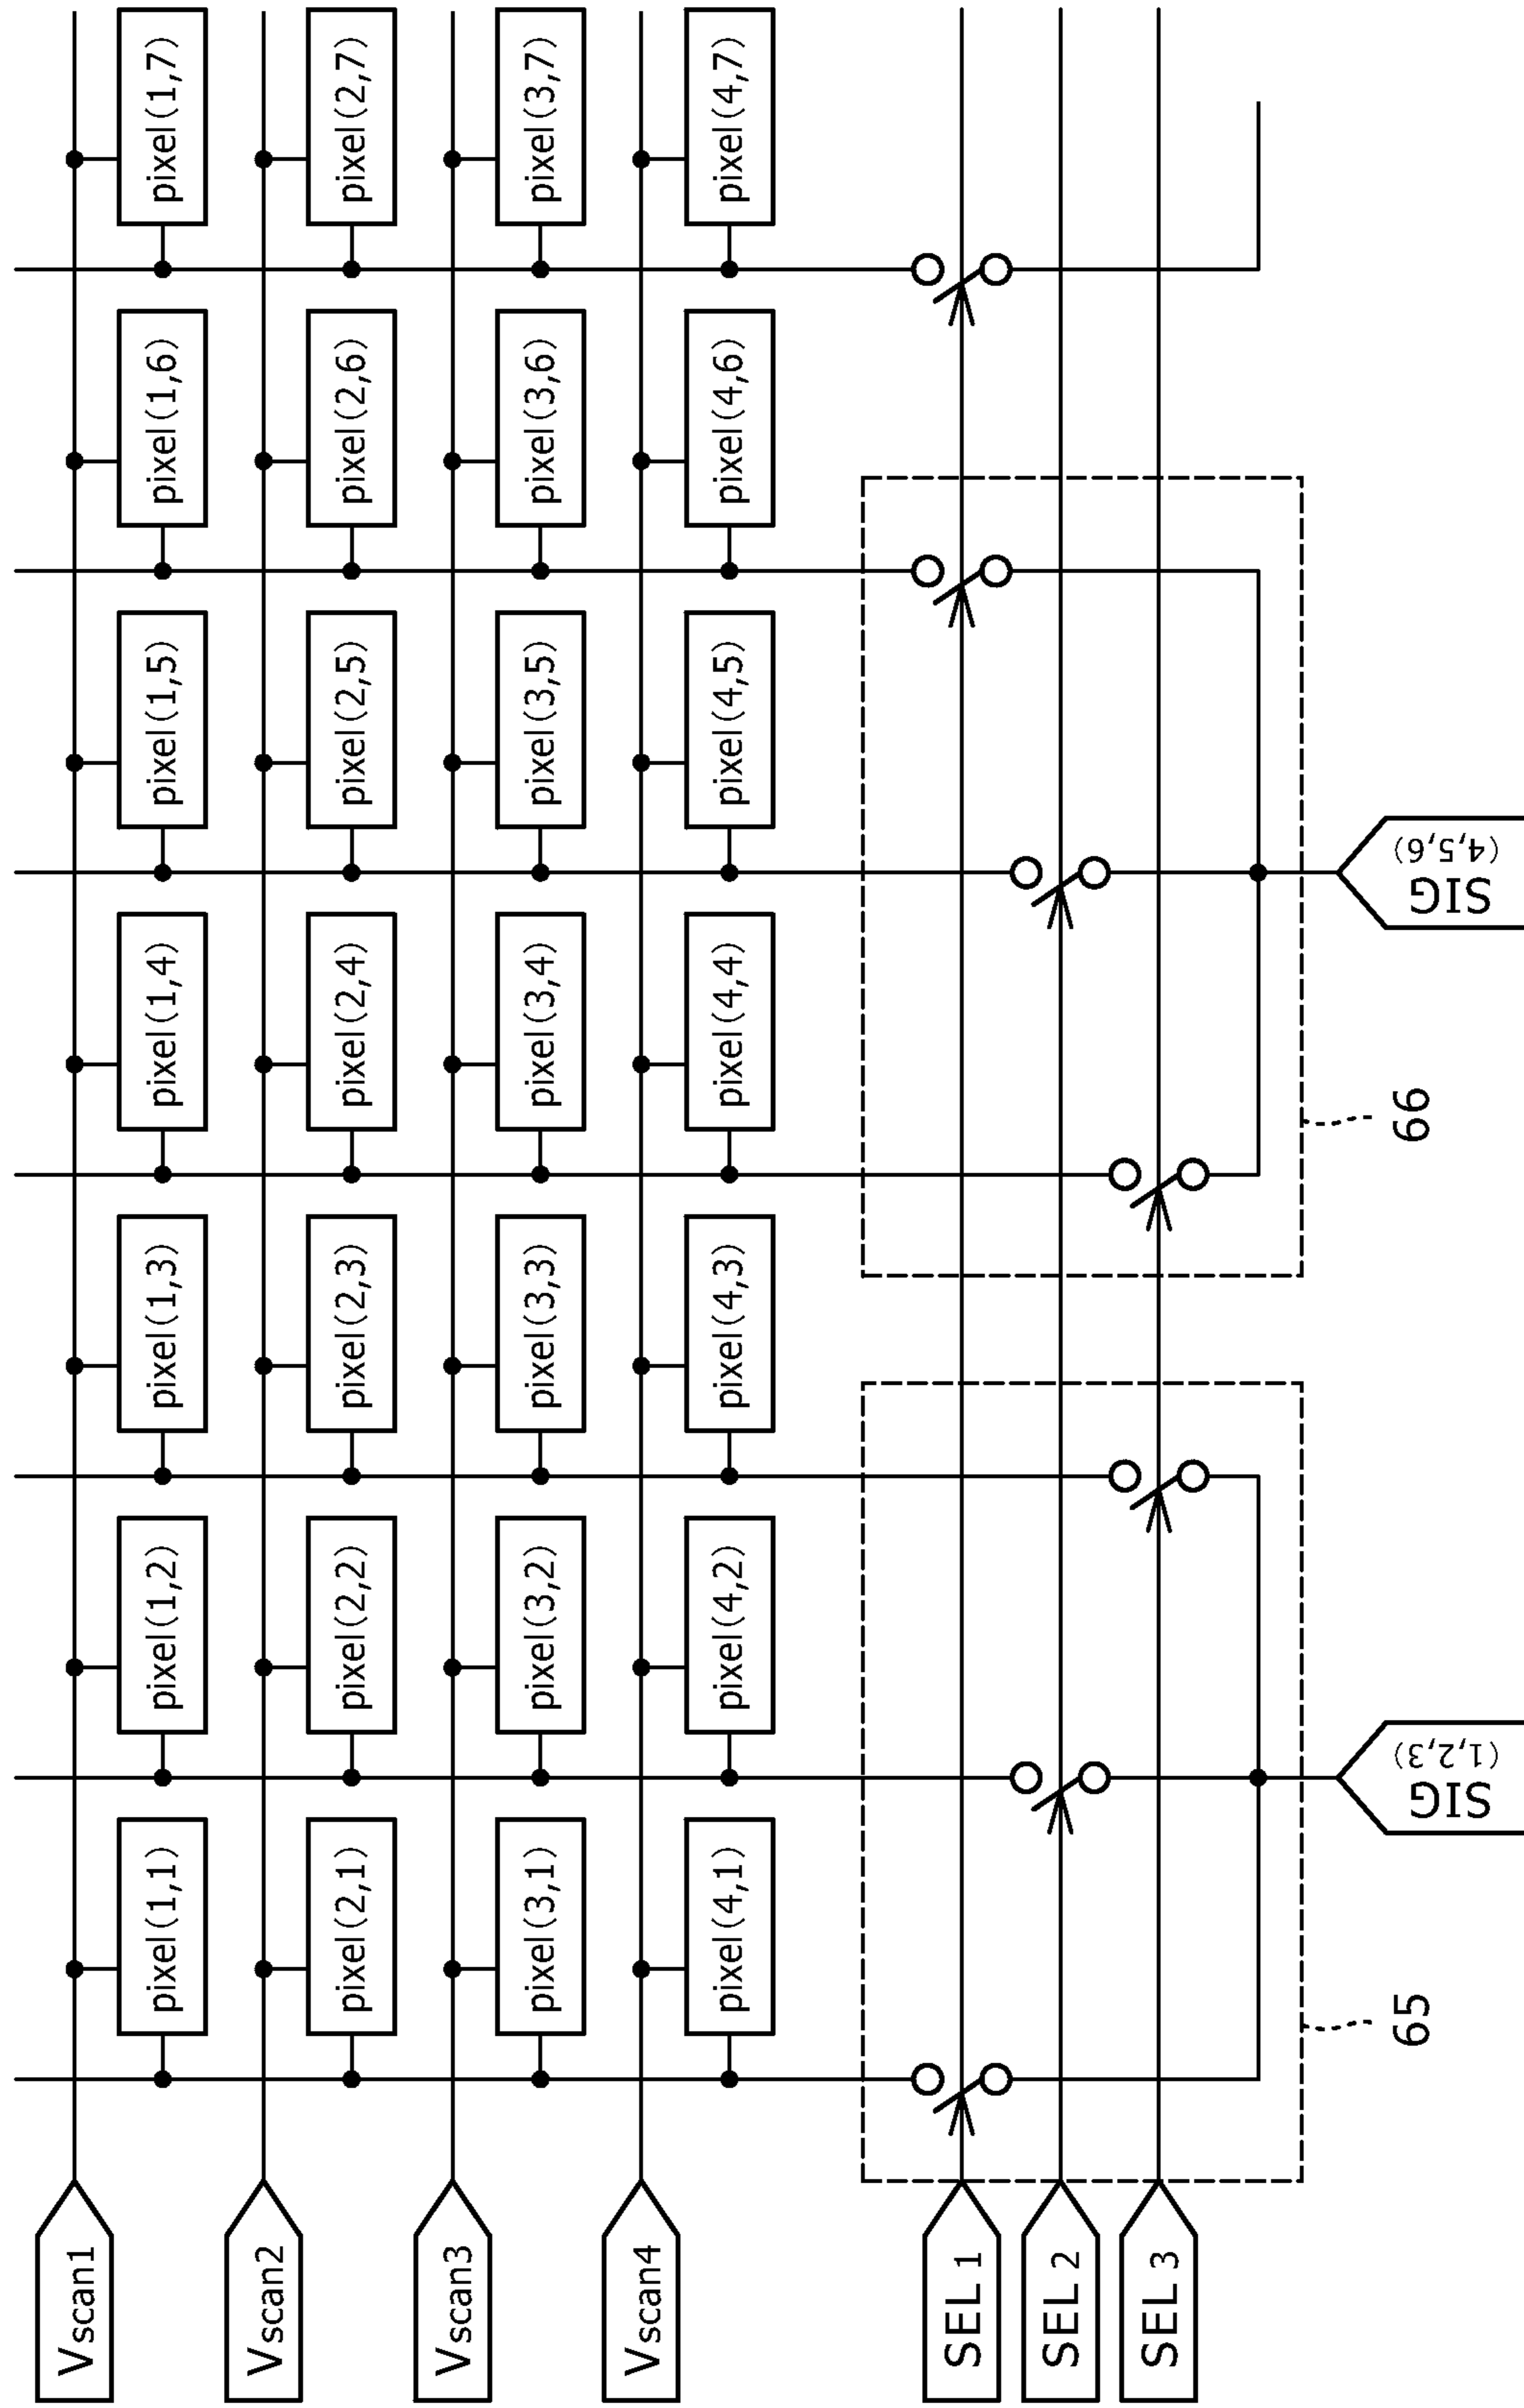 Vscan1
pixel(1,1)
pixel(1,2)
pixel(1,3)
pixel(1,4)
pixel(1,5)
pixel(1,6)
pixel(1,7)
Vscan2
pixel(2,1)
pixel(2,2)
pixel(2,3)
pixel(2,4)
pixel(2,5)
pixel(2,6)
pixel(2,7)
Vscan3
pixel(3,1)
pixel(3,2)
pixel(3,3)
pixel(3,4)
pixel(3,5)
pixel(3,6)
pixel(3,7)
Vscan4
pixel(4,1)
pixel(4,2)
pixel(4,3)
pixel(4,4)
pixel(4,5)
pixel(4,6)
pixel(4,7)
SEL 1
SEL 2
SEL 3
65
SIG
(1,2,3)
66
SIG
(4,5,6)